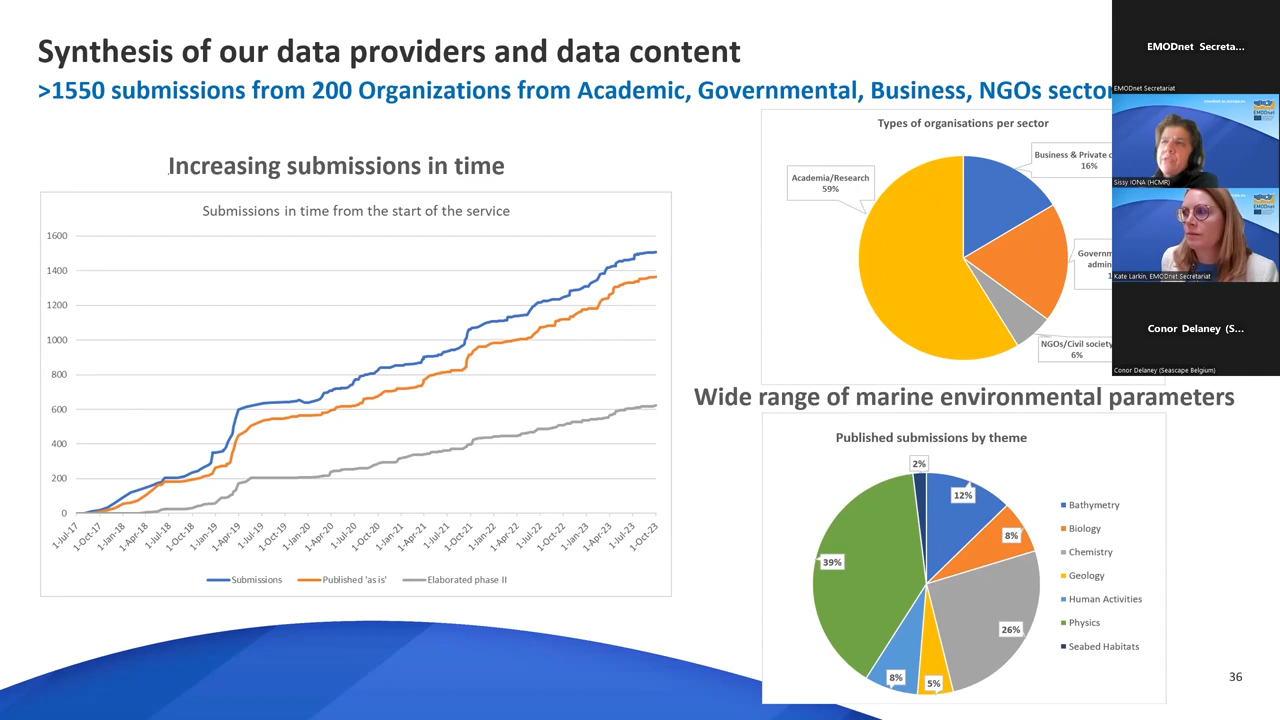 Synthesis of our data providers and data content
>1550 submissions from 200 Organizations from Academic, Governmental, Business, NGOs sector
Increasing submissions in time
Submissions in time from the start of the service
1600
1400
1200
1000
800
600
400
200
0
1-Jul-17
1-Oct-17
1-Jan-18
1-Apr-18
1-Jul-18
1-Oct-18
1-Jan-19
1-Apr-19
1-Jul-19
1-Oct-19
1-Jan-20
1-Apr-20
1-Jul-20
1-Oct-20
1-Jan-21
1-Apr-21
1-Jul-21
1-Oct-21
1-Jan-22
1-Apr-22
1-Jul-22
1-Oct-22
1-Jan-23
1-Apr-23
1-Jul-23
1-Oct-23
Submissions
Published 'as is'
Elaborated phase II
Types of organisations per sector
Academia/Research
59%
Business & Private
16%
Governm
admin
NGOs/Civil society
6%
Wide range of marine environmental parameters
Published submissions by theme
2%
12%
8%
26%
5%
8%
39%
Bathymetry
Biology
Chemistry
Geology
Human Activities
Physics
Seabed Habitats
36
EMODnet Secreta...
EMODnet Secretariat
EMODnet
Sissy IONA (HCMR)
EMODnet
Kate Larkin, EMODnet Secretariat
Conor Delaney (S...
Conor Delaney (Seascape Belgium)